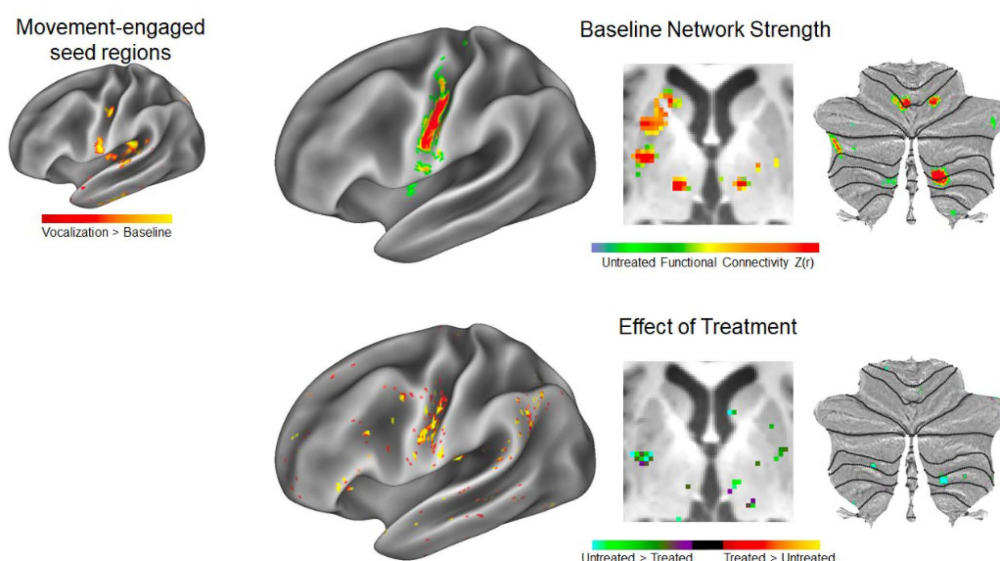 Movement-engaged
seed regions
Vocalization > Baseline
Baseline Network Strength
Untreated Functional Connectivity Z(r)
Effect of Treatment
Untreated > Treated
Treated > Untreated